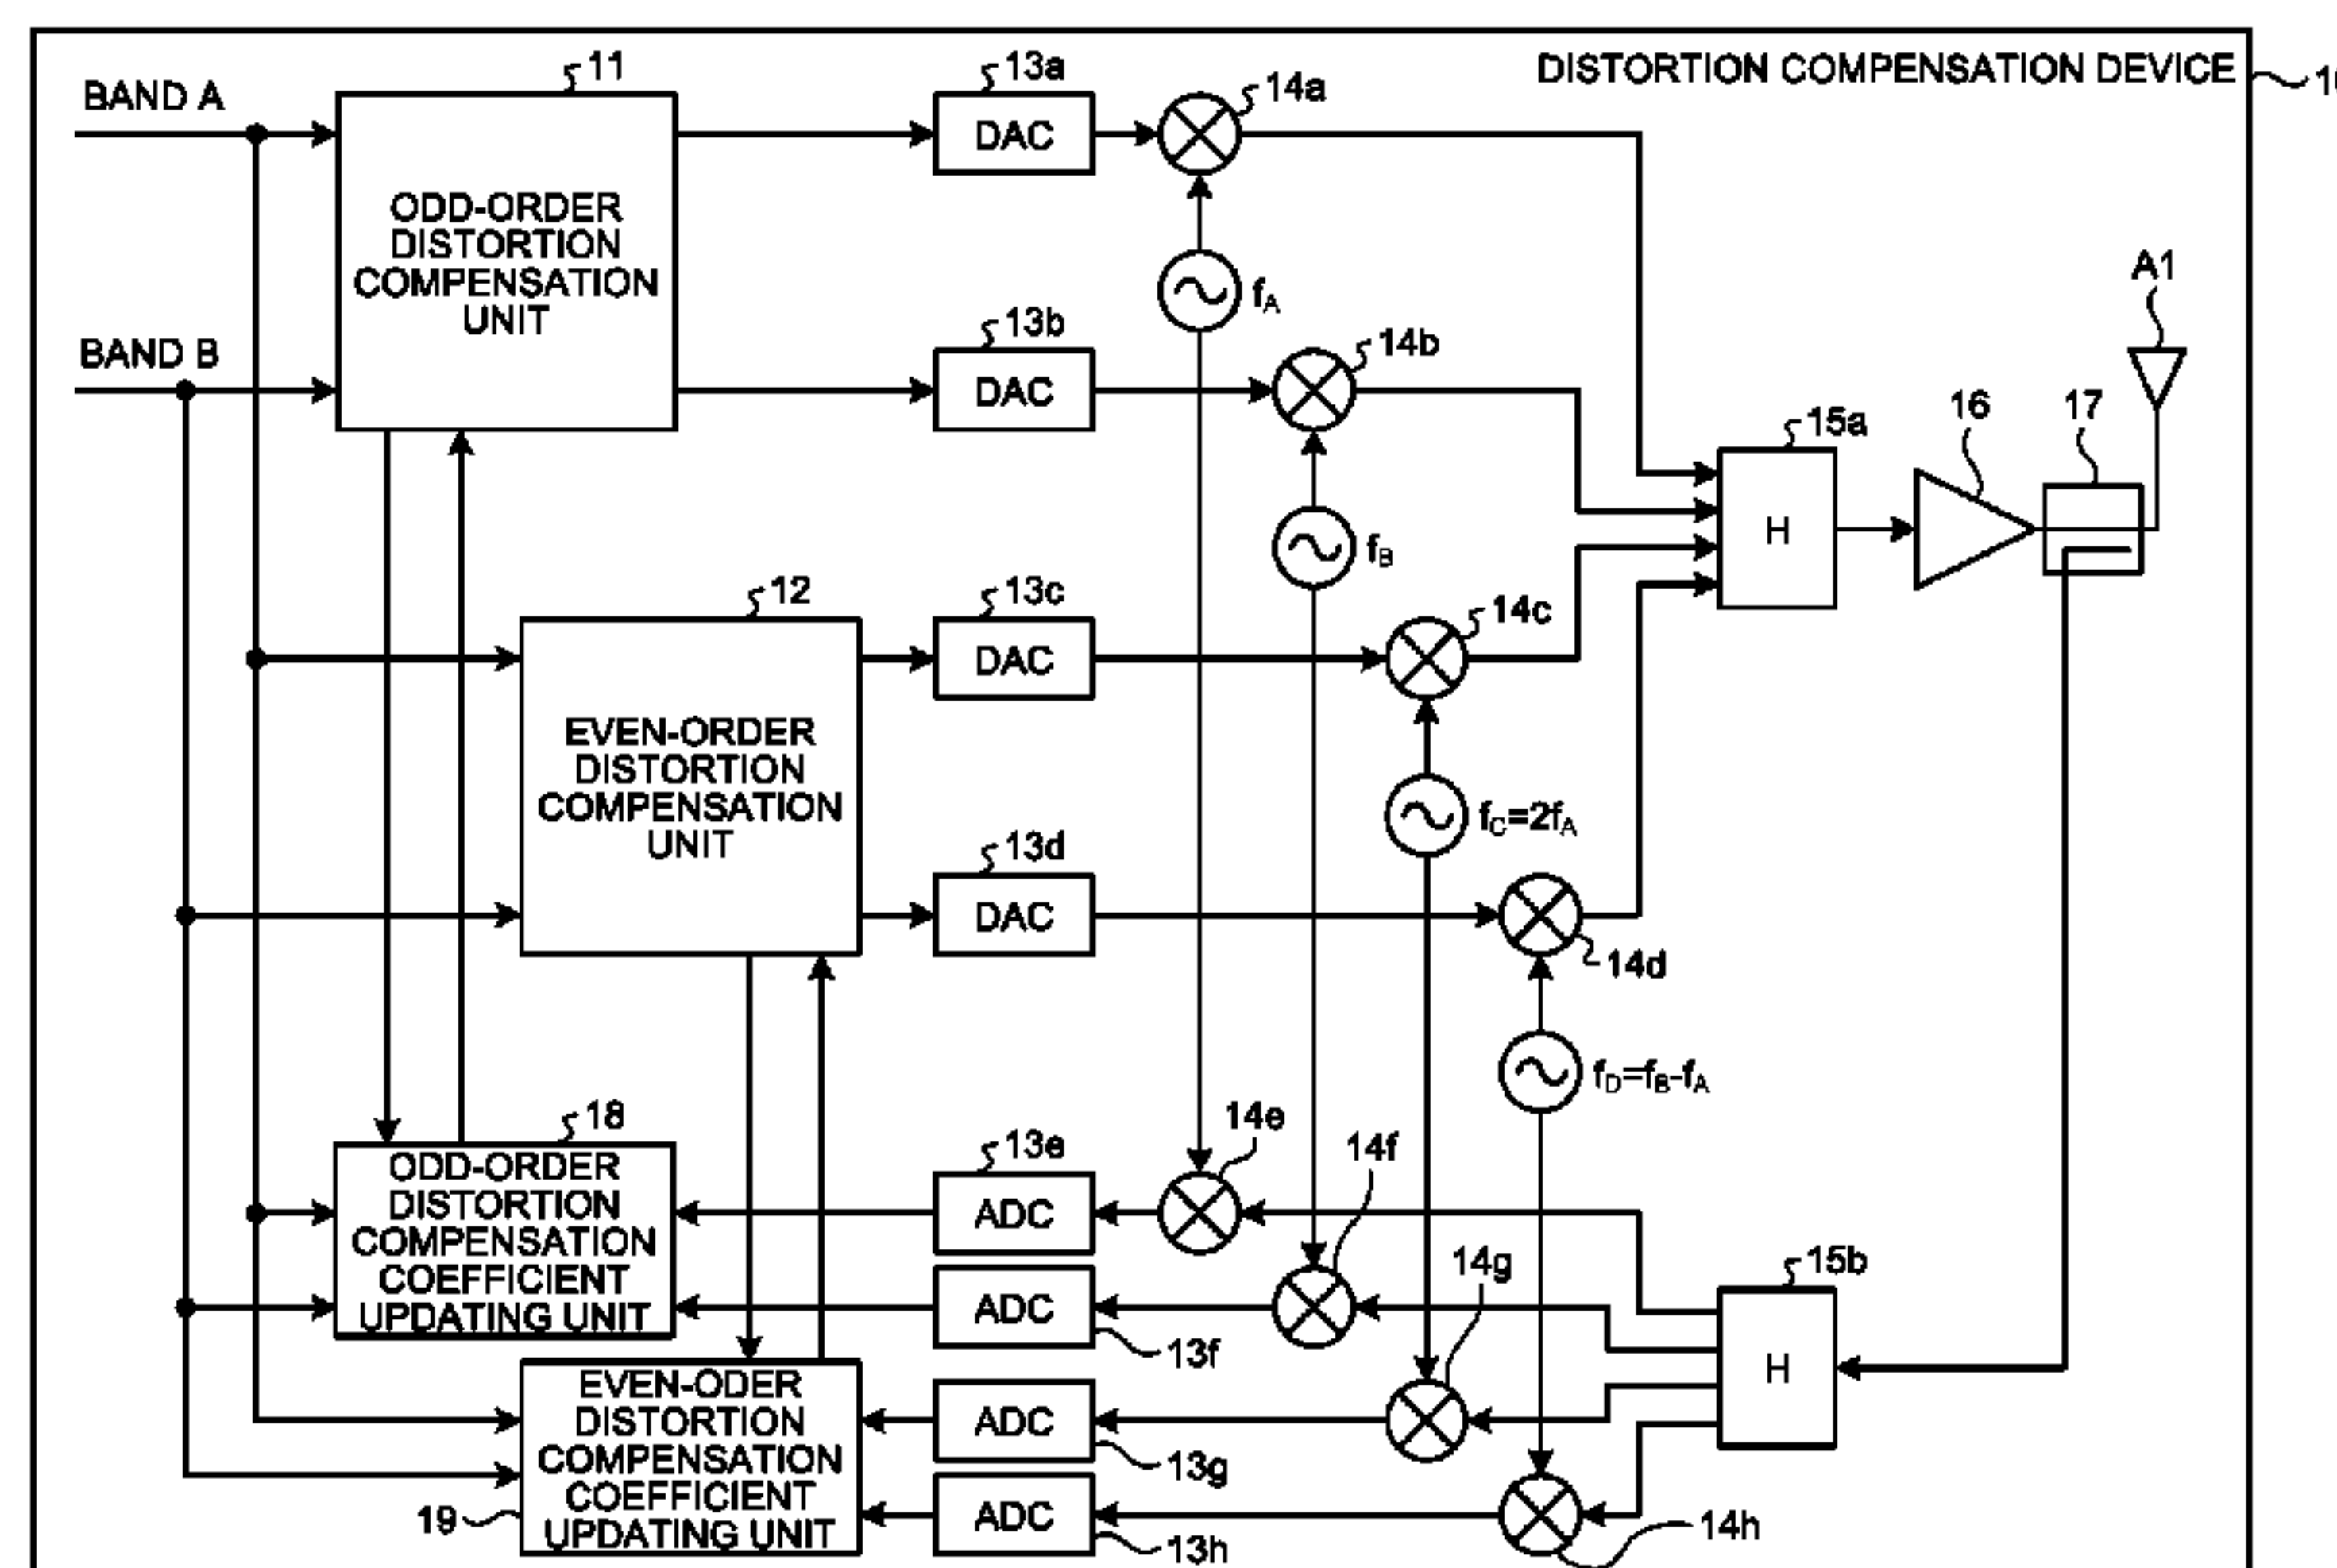 DISTORTION COMPENSATION DEVICE
BAND A
11
13a
14a
DAC
ODD-ORDER
DISTORTION
COMPENSATION
UNIT
fA
A1
BAND B
13b
14b
DAC
15a
16
17
H
fB
12
13c
14c
DAC
EVEN-ORDER
DISTORTION
COMPENSATION
UNIT
fC=2fA
13d
DAC
14d
fD=fB-fA
18
ODD-ORDER
DISTORTION
COMPENSATION
COEFFICIENT
UPDATING UNIT
13e
ADC
14e
14f
ADC
13f
14g
15b
H
19
EVEN-ODER
DISTORTION
COMPENSATION
COEFFICIENT
UPDATING UNIT
ADC
13g
ADC
13h
14h